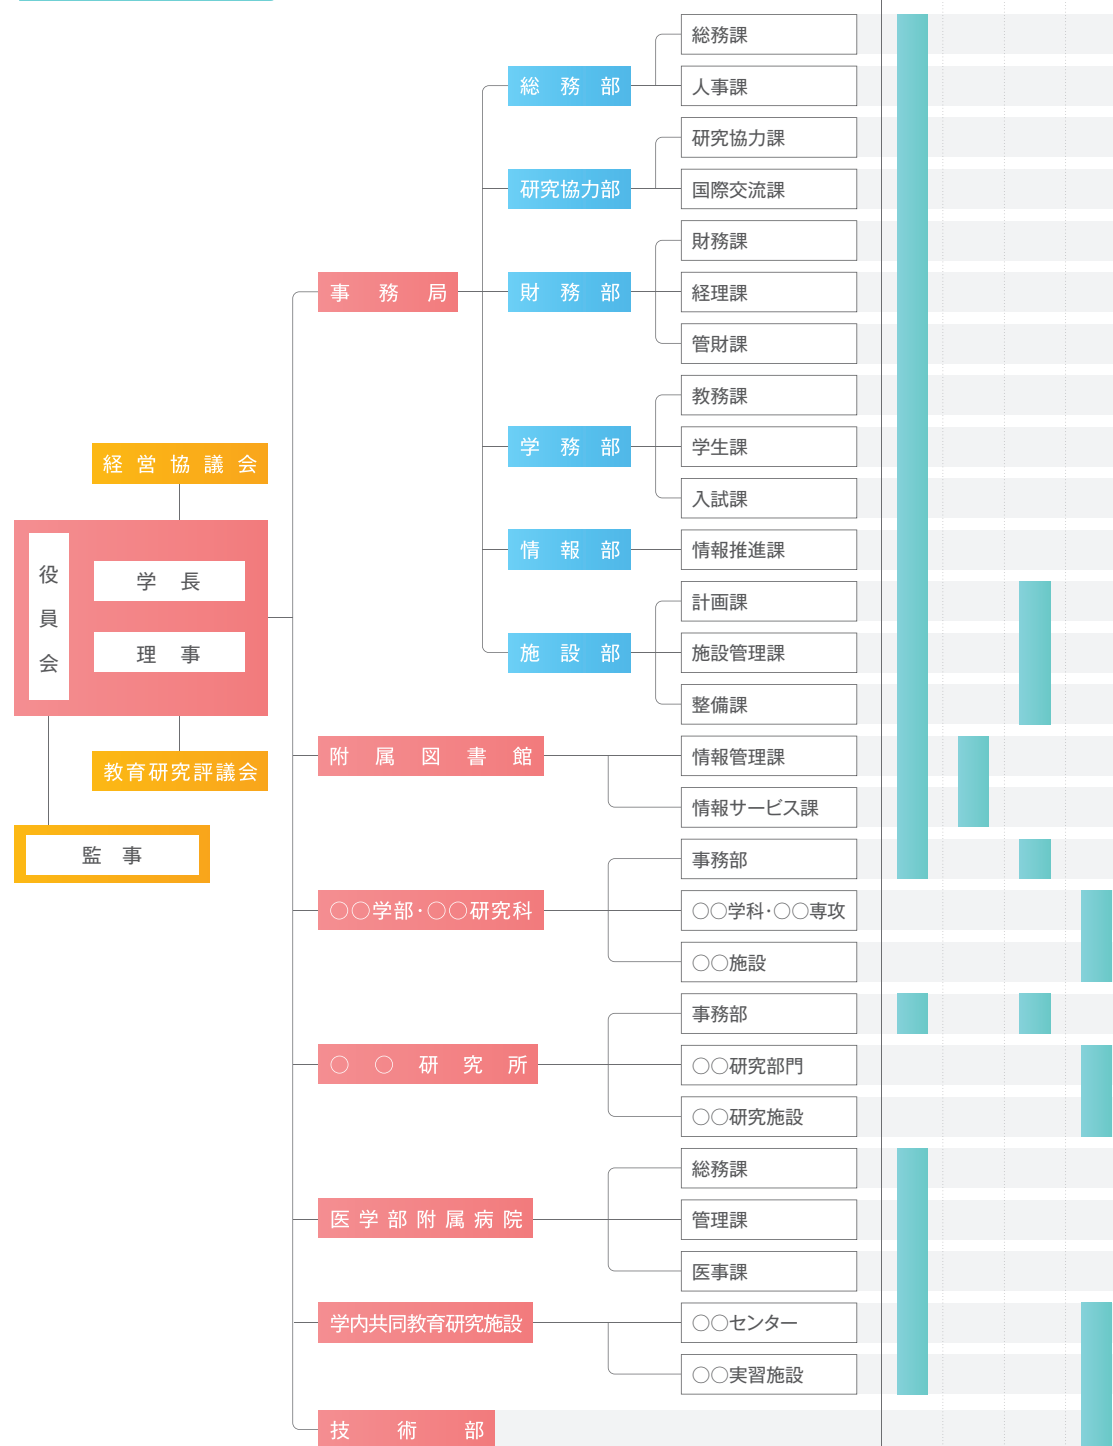 総務課
総務部
人事課
研究協力課
研究協力部
国際交流課
財務課
事務局
財務部
経理課
管財課
教務課
学務部
学生課
入試課
情報部
情報推進課
計画課
施設部
施設管理課
整備課
経営協議会
役員会
学長
理事
教育研究評議会
監事
附属図書館
情報管理課
情報サービス課
事務部
〇〇学部・〇〇研究科
〇〇学科・〇〇専攻
〇〇施設
事務部
〇〇研究所
〇〇研究部門
〇〇研究施設
総務課
医学部附属病院
管理課
医事課
学内共同教育研究施設
〇〇センター
〇〇実習施設
技術部